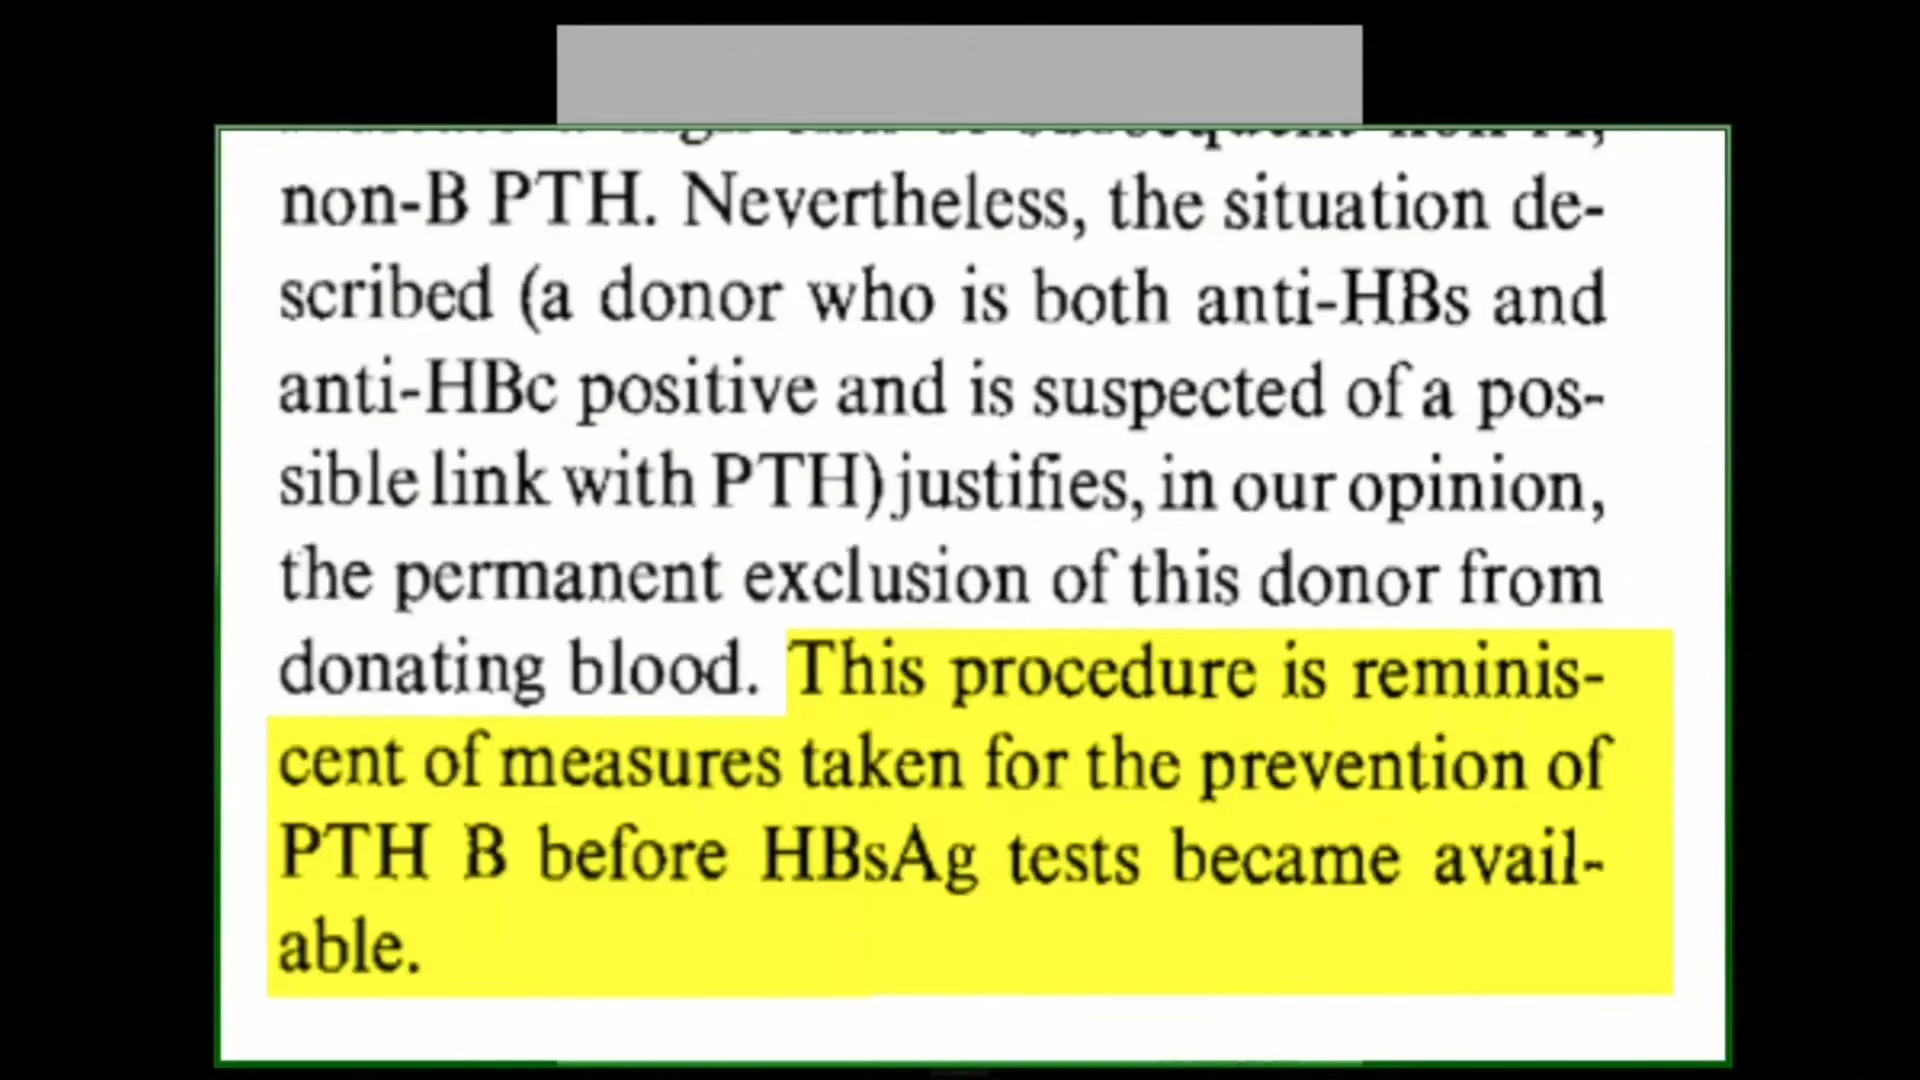 subsequent non-A,
non-B PTH. Nevertheless, the situation de-
scribed (a donor who is both anti-HBs and
anti-HBc positive and is suspected of a pos-
sible link with PTH) justifies, in our opinion,
the permanent exclusion of this donor from
donating blood. This procedure is reminis-
cent of measures taken for the prevention of
PTH B before HBsAg tests became avail-
able.